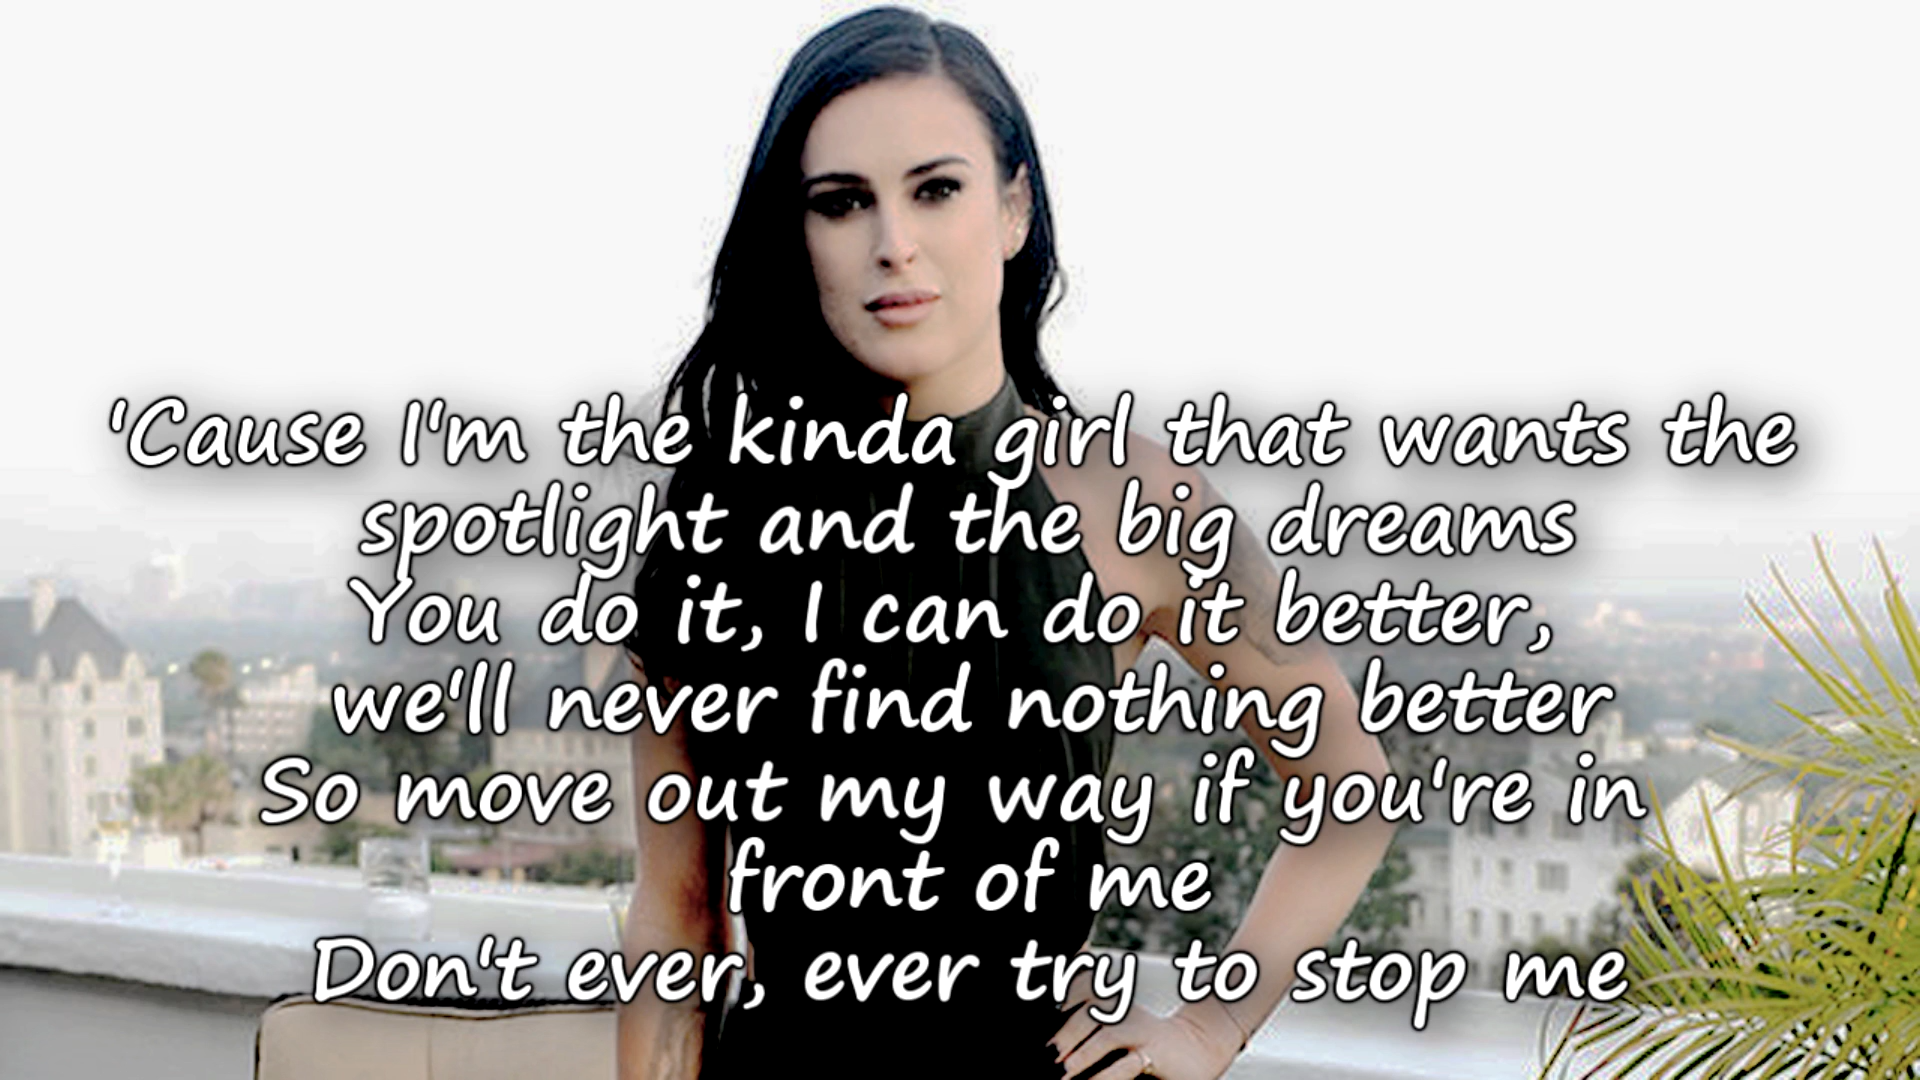 'Cause I'm the kinda girl that wants the
spotlight and the big dreams
You do it, I can do it better,
we'll never find nothing better
So move out my way if you're in
front of me
Don't ever, ever try to stop me